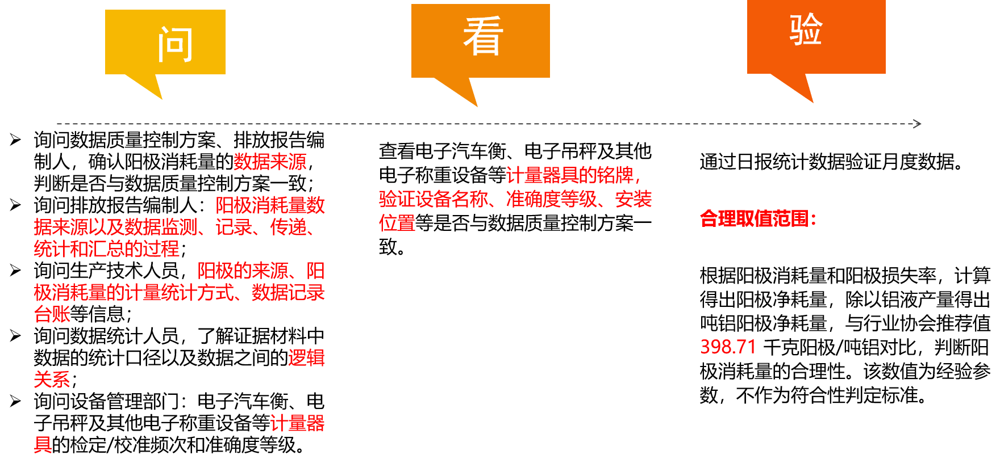 问
看
验
询问数据质量控制方案、排放报告编
制人，确认阳极消耗量的数据来源，
判断是否与数据质量控制方案一致；
询问排放报告编制人：阳极消耗量数
据来源以及数据监测、记录、传递、
统计和汇总的过程；
询问生产技术人员，阳极的来源、阳
极消耗量的计量统计方式、数据记录
台账等信息；
询问数据统计人员，了解证据材料中
数据的统计口径以及数据之间的逻辑
关系；
询问设备管理部门：电子汽车衡、电
子吊秤及其他电子称重设备等计量器
具的检定/校准频次和准确度等级。
查看电子汽车衡、电子吊秤及其他
电子称重设备等计量器具的铭牌，
验证设备名称、准确度等级、安装
位置等是否与数据质量控制方案一
致。
通过日报统计数据验证月度数据。
合理取值范围：
根据阳极消耗量和阳极损失率，计算
得出阳极净耗量，除以铝液产量得出
吨铝阳极净耗量，与行业协会推荐值
398.71 千克阳极/吨铝对比，判断阳
极消耗量的合理性。该数值为经验参
数，不作为符合性判定标准。